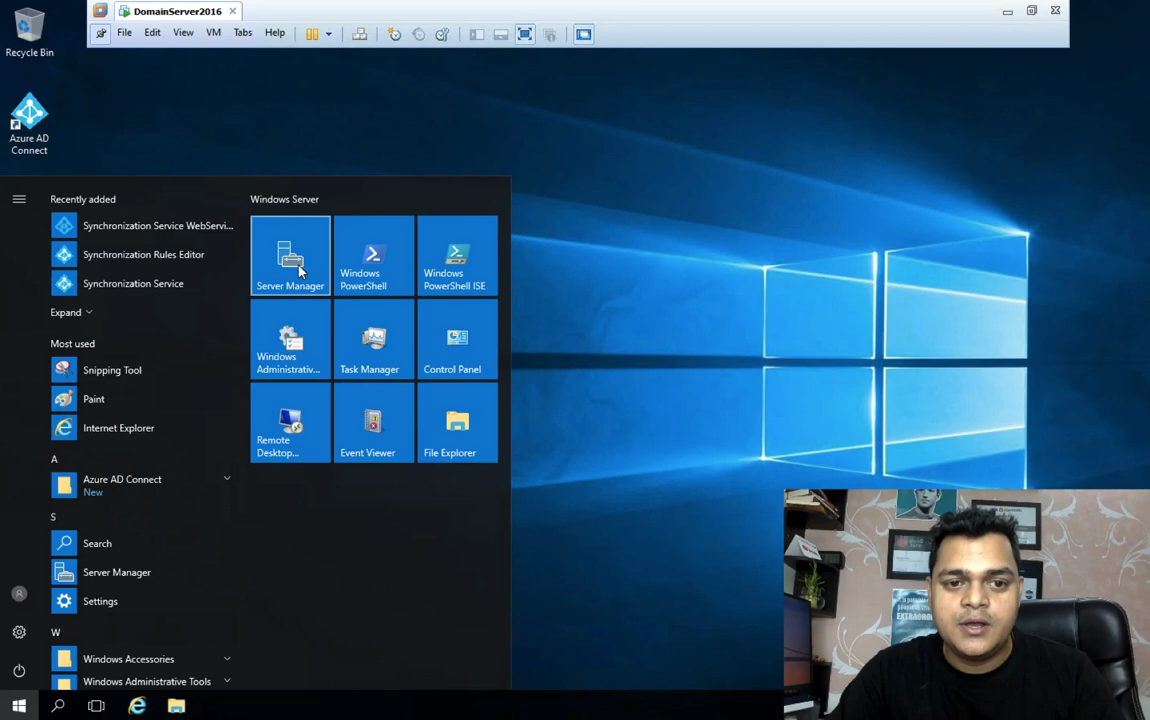 DomainServer2016
File Edit View VM Tabs Help
Recycle Bin
Azure AD
Connect
Recently added
Synchronization Service WebServi...
Synchronization Rules Editor
Synchronization Service
Expand
Most used
Snipping Tool
Paint
Internet Explorer
A
Azure AD Connect
New
S
Search
Server Manager
Settings
W
Windows Accessories
Windows Administrative Tools
Windows Server
Server Manager
Windows
PowerShell
Windows
PowerShell ISE
Windows
Administrativ...
Task Manager
Control Panel
Remote
Desktop...
Event Viewer
File Explorer
EXTRAOR